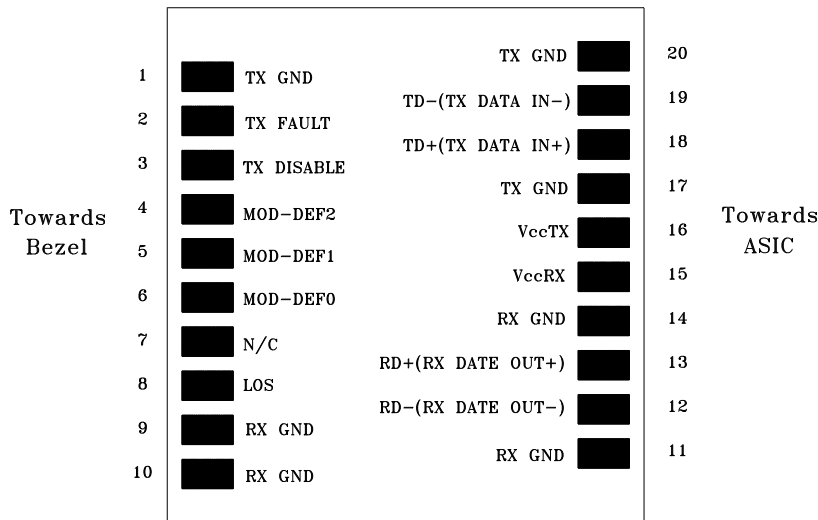 Towards
Bezel
1 TX GND
2 TX FAULT
3 TX DISABLE
4 MOD-DEF2
5 MOD-DEF1
6 MOD-DEF0
7 N/C
8 LOS
9 RX GND
10 RX GND
TX GND 20
TD-(TX DATA IN-) 19
TD+(TX DATA IN+) 18
TX GND 17
VccTX 16
VccRX 15
RX GND 14
RD+(RX DATE OUT+) 13
RD-(RX DATE OUT-) 12
RX GND 11
Towards
ASIC